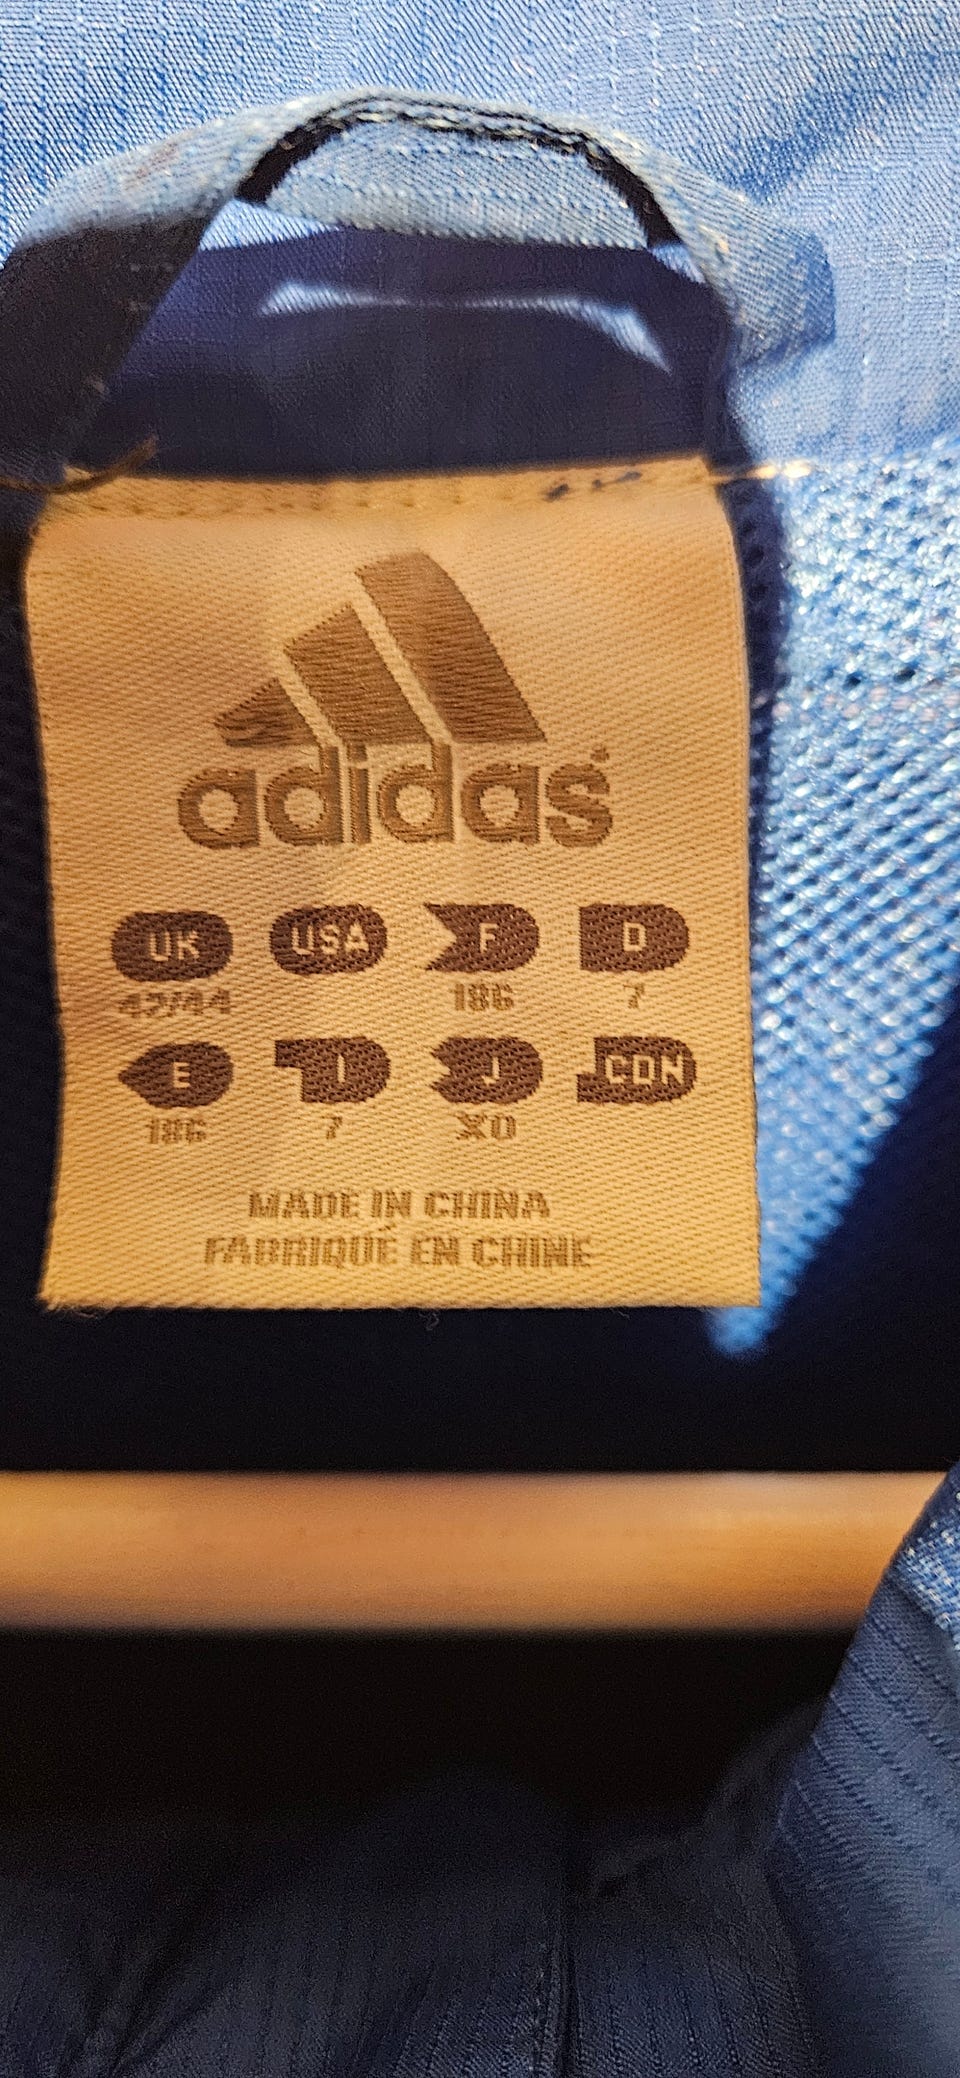 adidas
UK USA F D
42/44 186 7
E I J CDN
186 7 XO
MADE IN CHINA
FABRIQUÉ EN CHINE